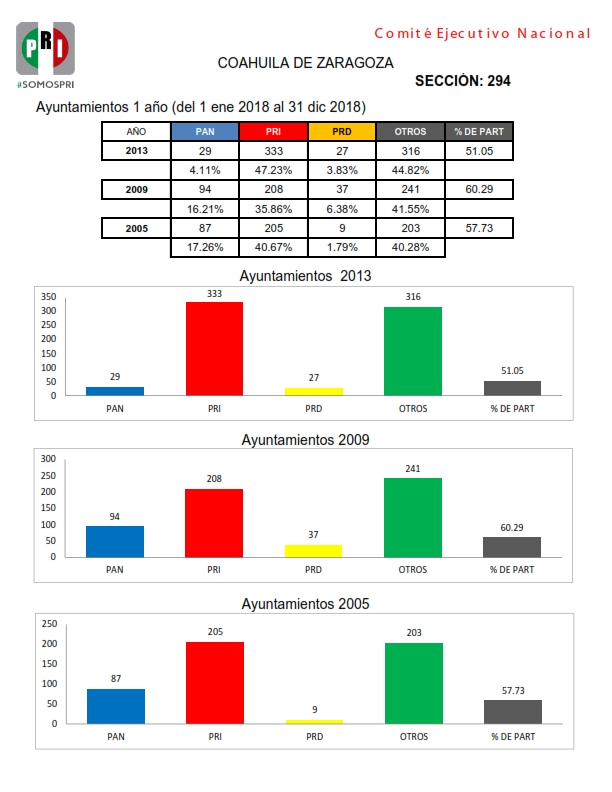 Comité Ejecutivo Nacional
PRI
#SOMOSPRI
COAHUILA DE ZARAGOZA
SECCIÓN: 294
Ayuntamientos 1 año (del 1 ene 2018 al 31 dic 2018)
AÑO PAN PRI PRD OTROS % DE PART
2013 29 333 27 316 51.05
4.11% 47.23% 3.83% 44.82%
2009 94 208 37 241 60.29
16.21% 35.86% 6.38% 41.55%
2005 87 205 9 203 57.73
17.26% 40.67% 1.79% 40.28%
Ayuntamientos 2013
350
300
250
200
150
100
50
0
29 333 27 316 51.05
PAN PRI PRD OTROS % DE PART
Ayuntamientos 2009
300
250
200
150
100
50
0
94 208 37 241 60.29
PAN PRI PRD OTROS % DE PART
Ayuntamientos 2005
250
200
150
100
50
0
87 205 9 203 57.73
PAN PRI PRD OTROS % DE PART